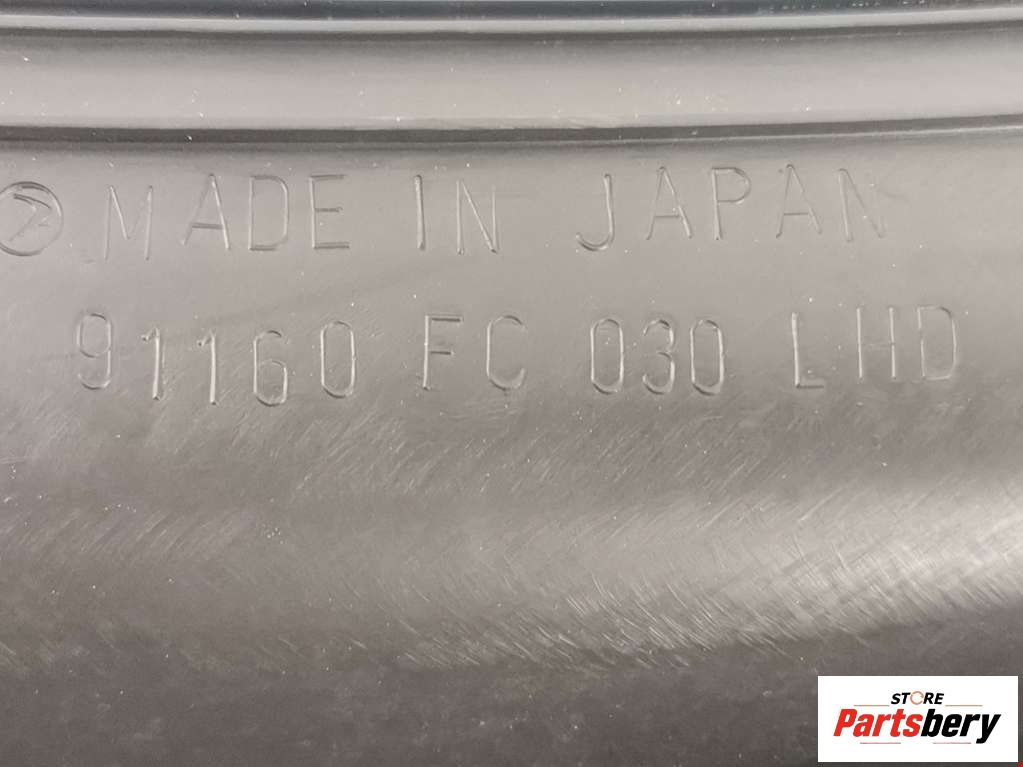 MADE IN JAPAN
91160 FC 030 LHD
STORE
Partsbery